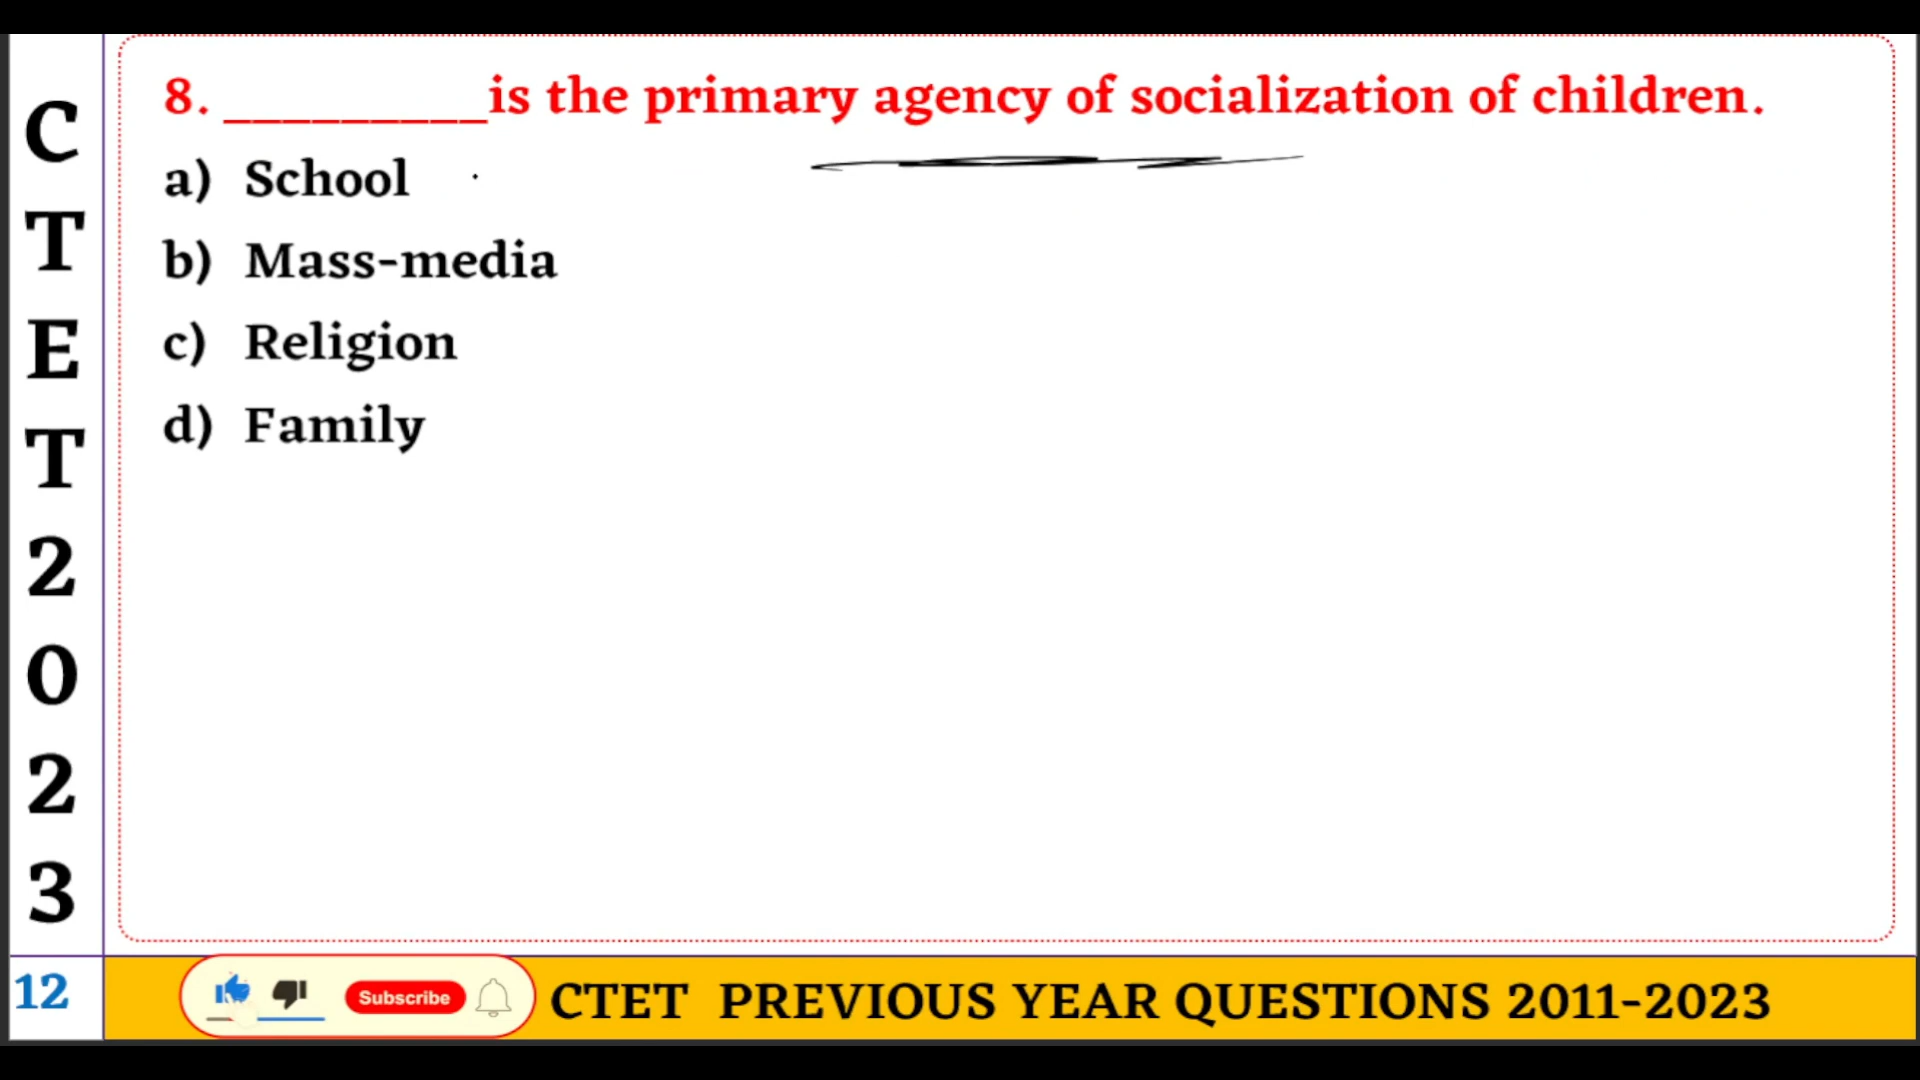 C
T
E
T
2
0
2
3
8. _________is the primary agency of socialization of children.
a) School
b) Mass-media
c) Religion
d) Family
12
Subscribe
CTET PREVIOUS YEAR QUESTIONS 2011-2023